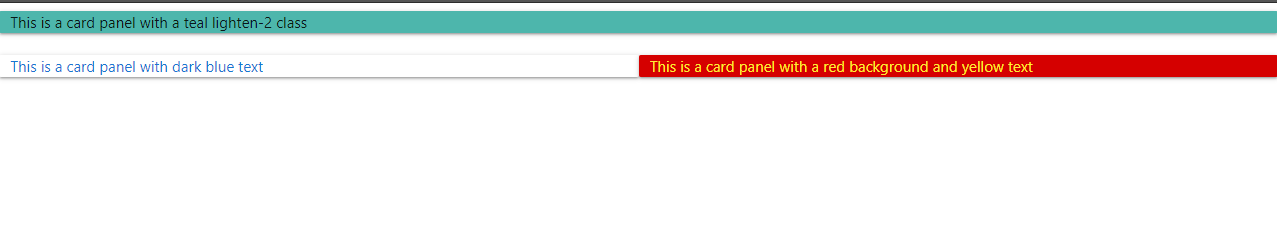 This is a card panel with a teal lighten-2 class
This is a card panel with dark blue text
This is a card panel with a red background and yellow text